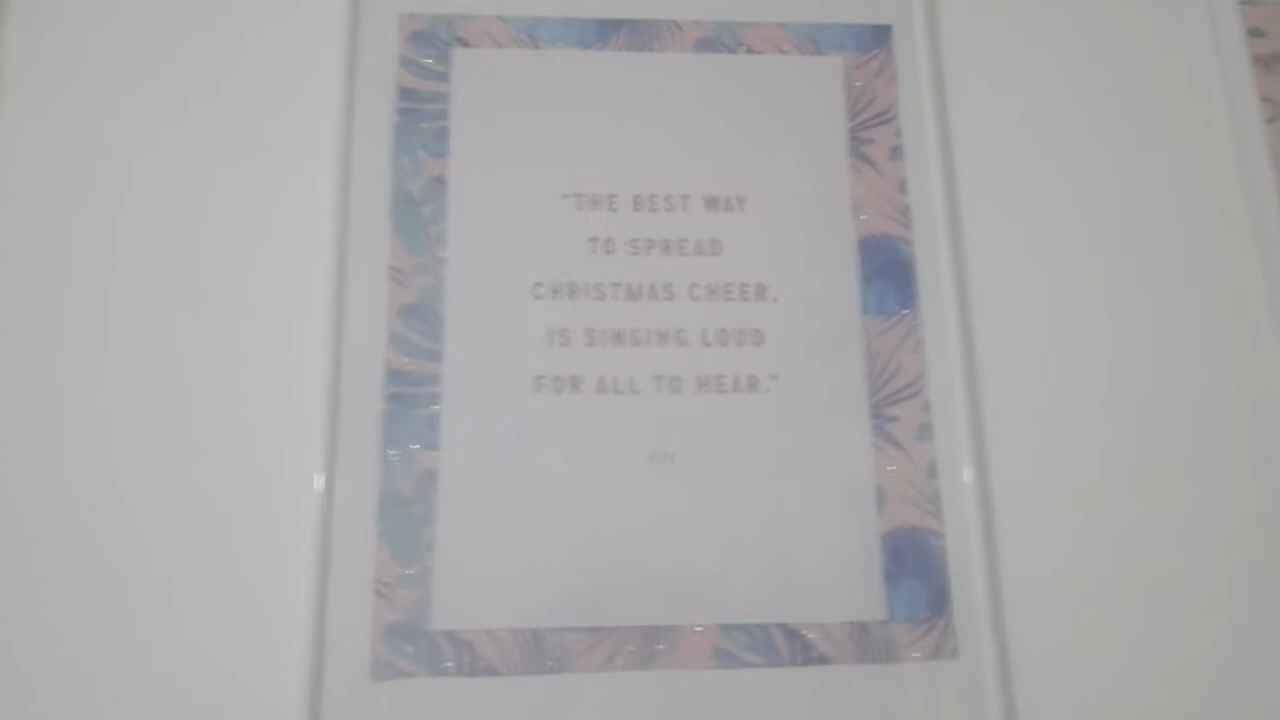 "THE BEST WAY
TO SPREAD
CHRISTMAS CHEER,
IS SINGING LOUD
FOR ALL TO HEAR."